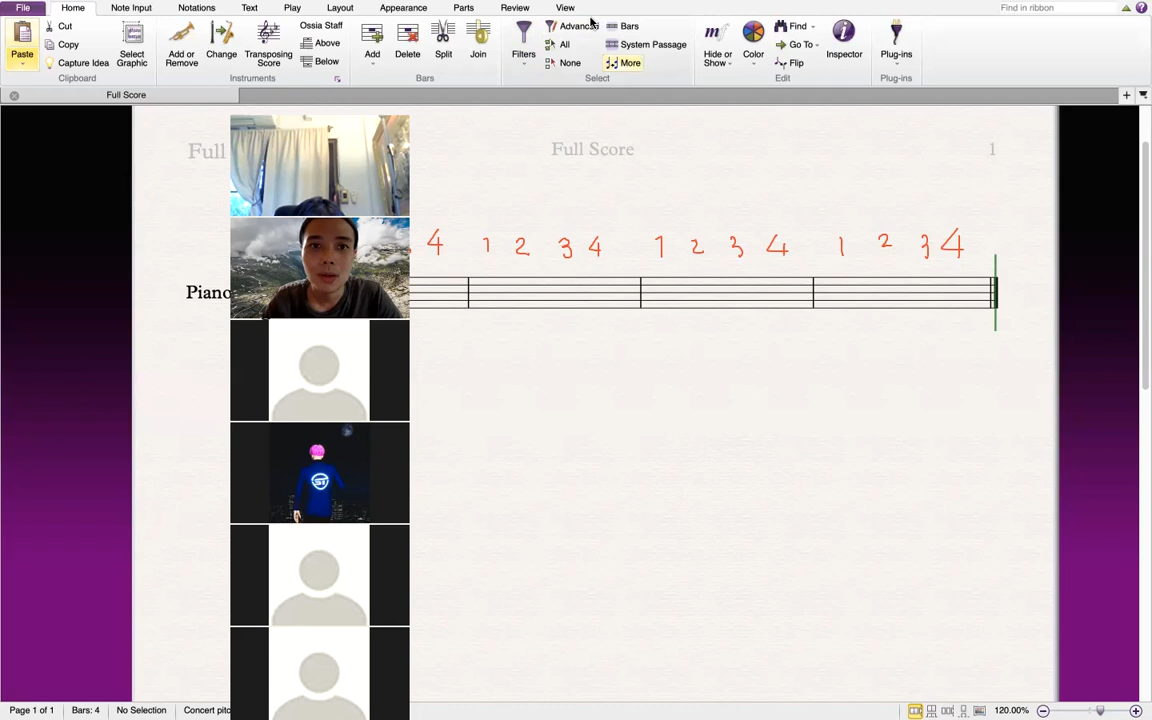 File Home Note Input Notations Text Play Layout Appearance Parts Review View Find in ribbon
Paste Cut Copy Capture Idea Select Graphic
Add or Remove Change Transposing Score Ossia Staff Above Below
Add Delete Split Join
Filters Advanced All None Bars System Passage More
Hide or Show Color Find Go To Flip Inspector Plug-ins
Clipboard Instruments Bars Select Edit Plug-ins
Full Score
Full Full Score 1
4 1 2 3 4 1 2 3 4 1 2 3 4
Piano
ST
Page 1 of 1 Bars: 4 No Selection Concert pitc 120.00%